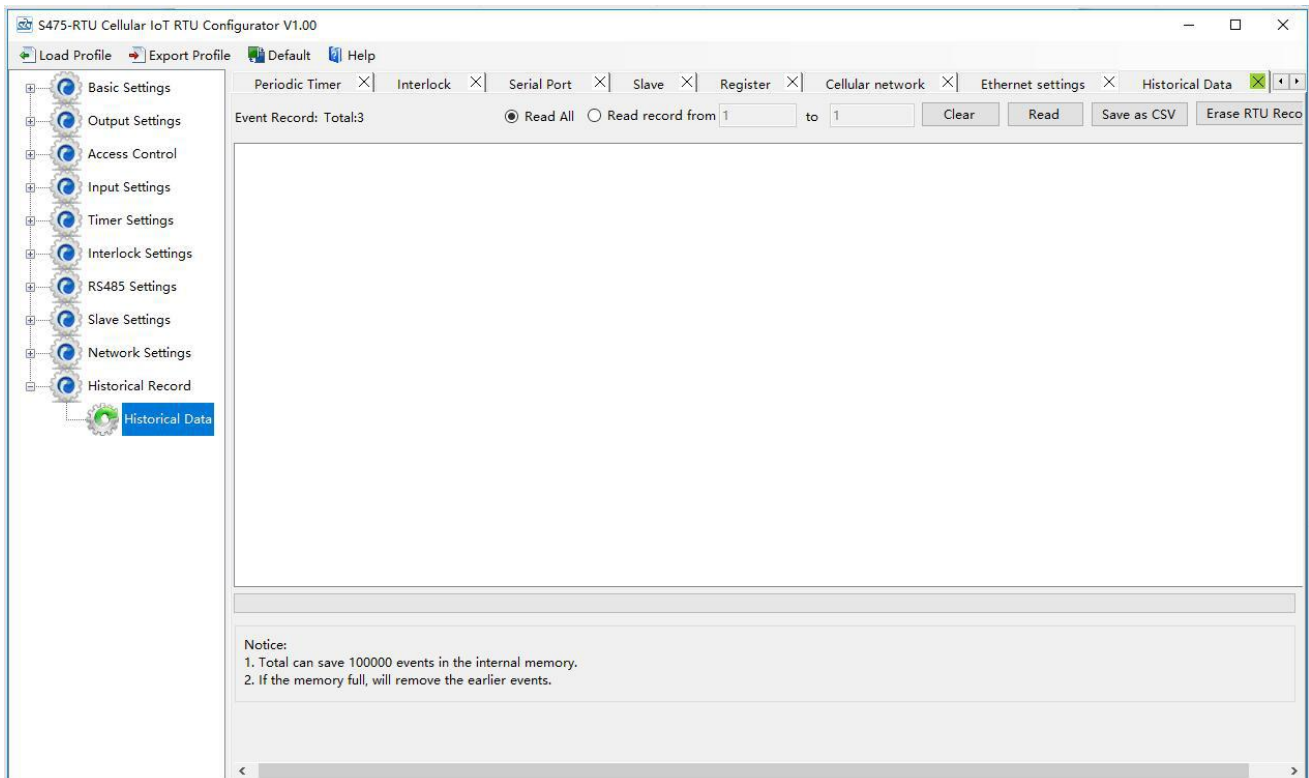 S475-RTU Cellular IoT RTU Configurator V1.00
Load Profile Export Profile Default Help
Basic Settings
Output Settings
Access Control
Input Settings
Timer Settings
Interlock Settings
RS485 Settings
Slave Settings
Network Settings
Historical Record
Historical Data
Periodic Timer Interlock Serial Port Slave Register Cellular network Ethernet settings Historical Data
Event Record: Total:3 Read All Read record from 1 to 1 Clear Read Save as CSV Erase RTU Reco
Notice:
1. Total can save 100000 events in the internal memory.
2. If the memory full, will remove the earlier events.